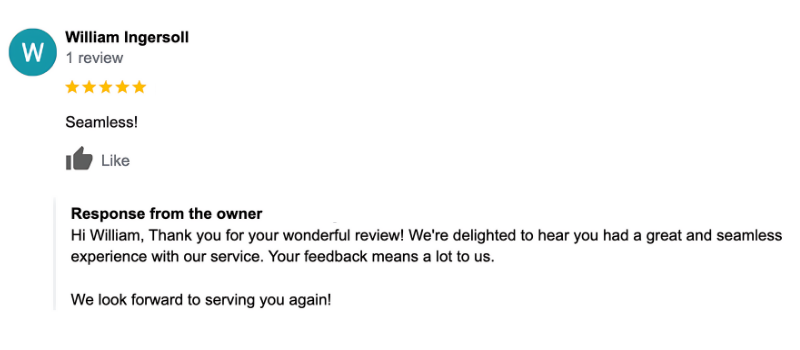 W
William Ingersoll
1 review
Seamless!
Like
Response from the owner
Hi William, Thank you for your wonderful review! We're delighted to hear you had a great and seamless
experience with our service. Your feedback means a lot to us.
We look forward to serving you again!